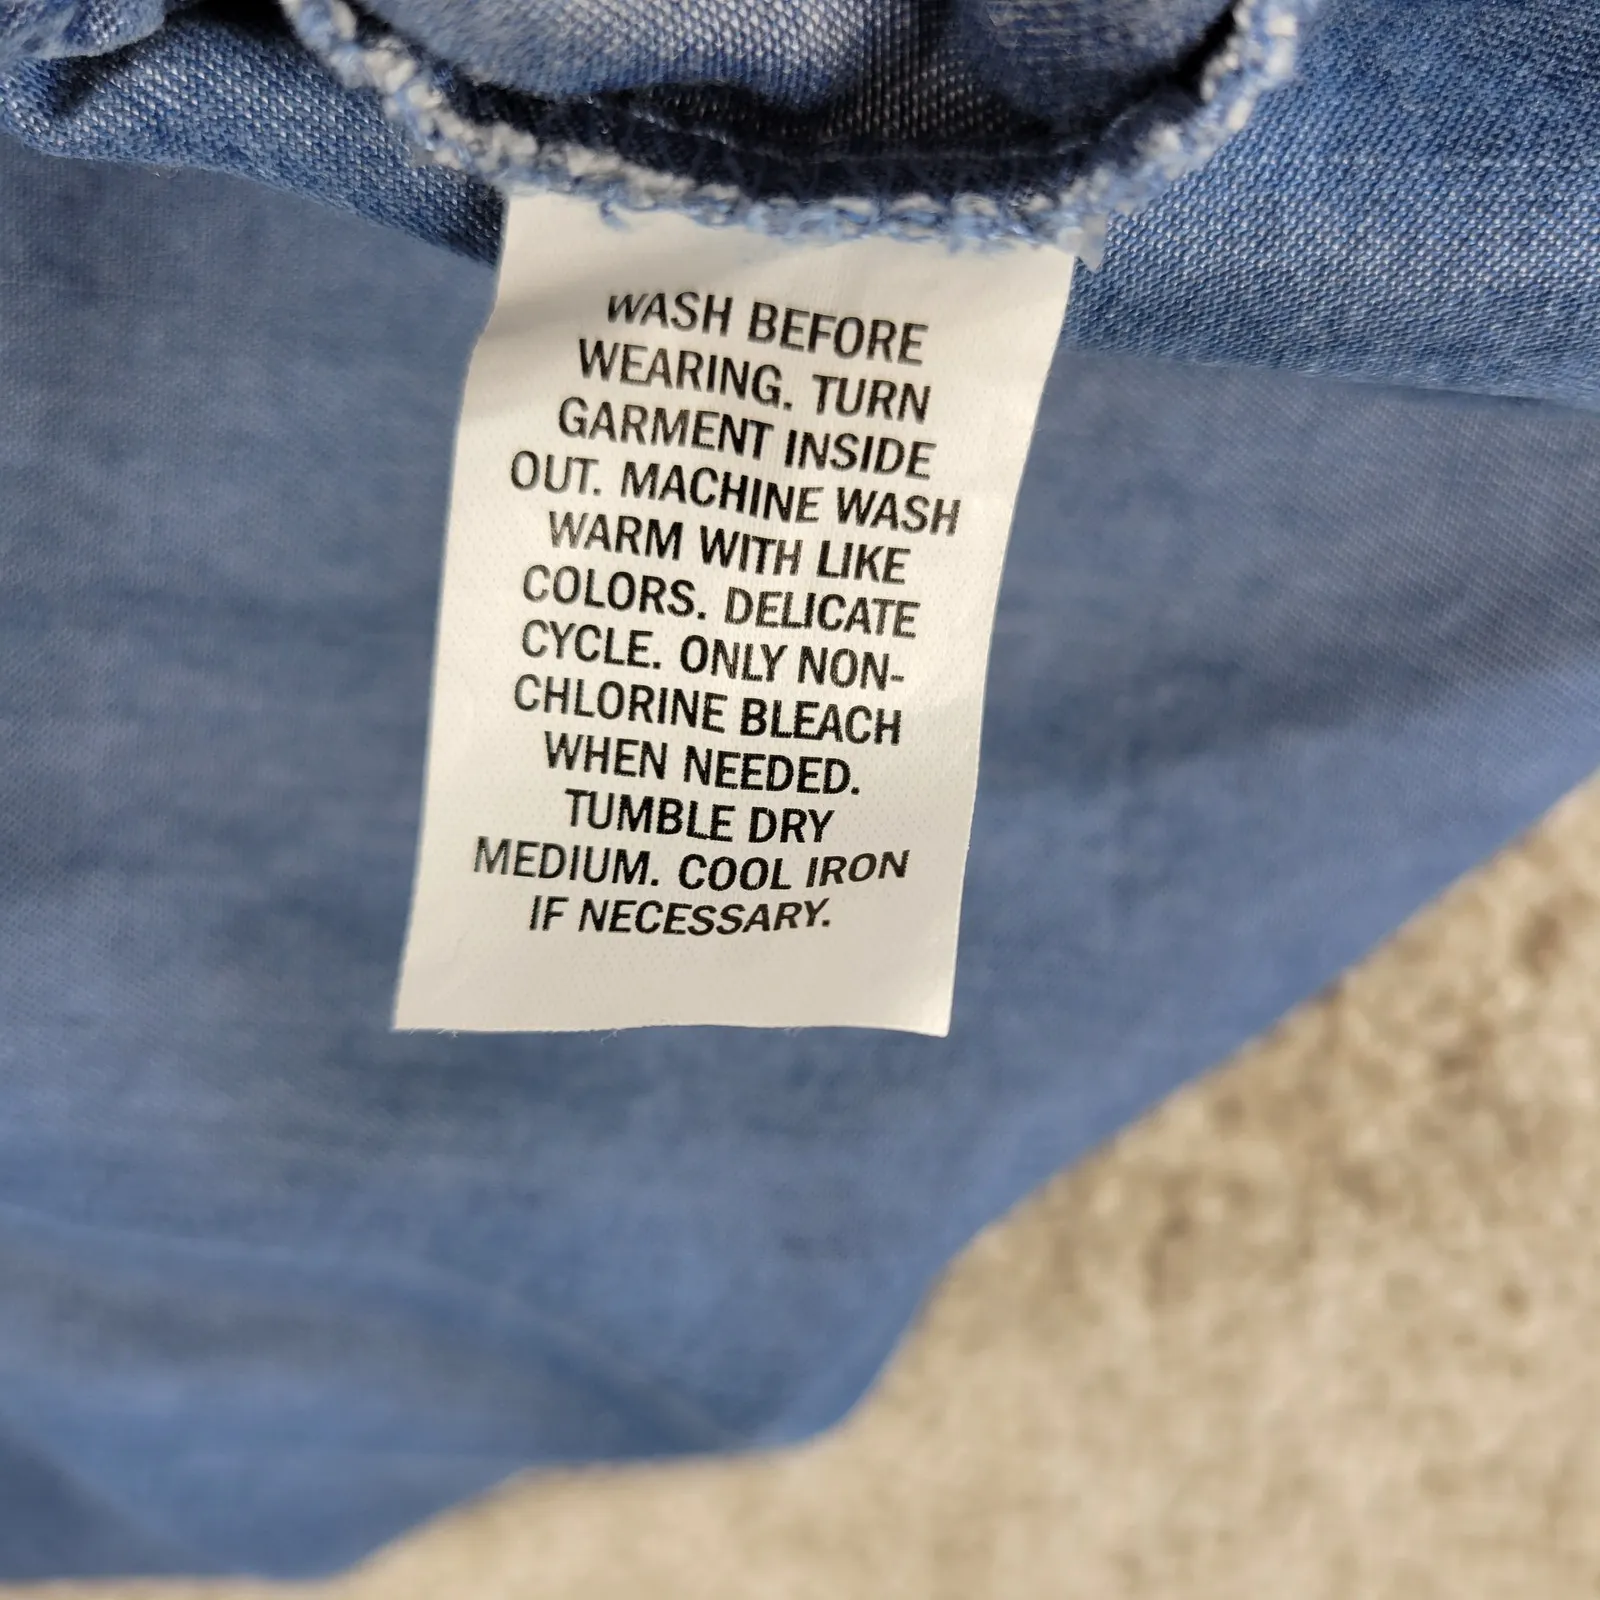 WASH BEFORE
WEARING. TURN
GARMENT INSIDE
OUT. MACHINE WASH
WARM WITH LIKE
COLORS. DELICATE
CYCLE. ONLY NON-
CHLORINE BLEACH
WHEN NEEDED.
TUMBLE DRY
MEDIUM. COOL IRON
IF NECESSARY.